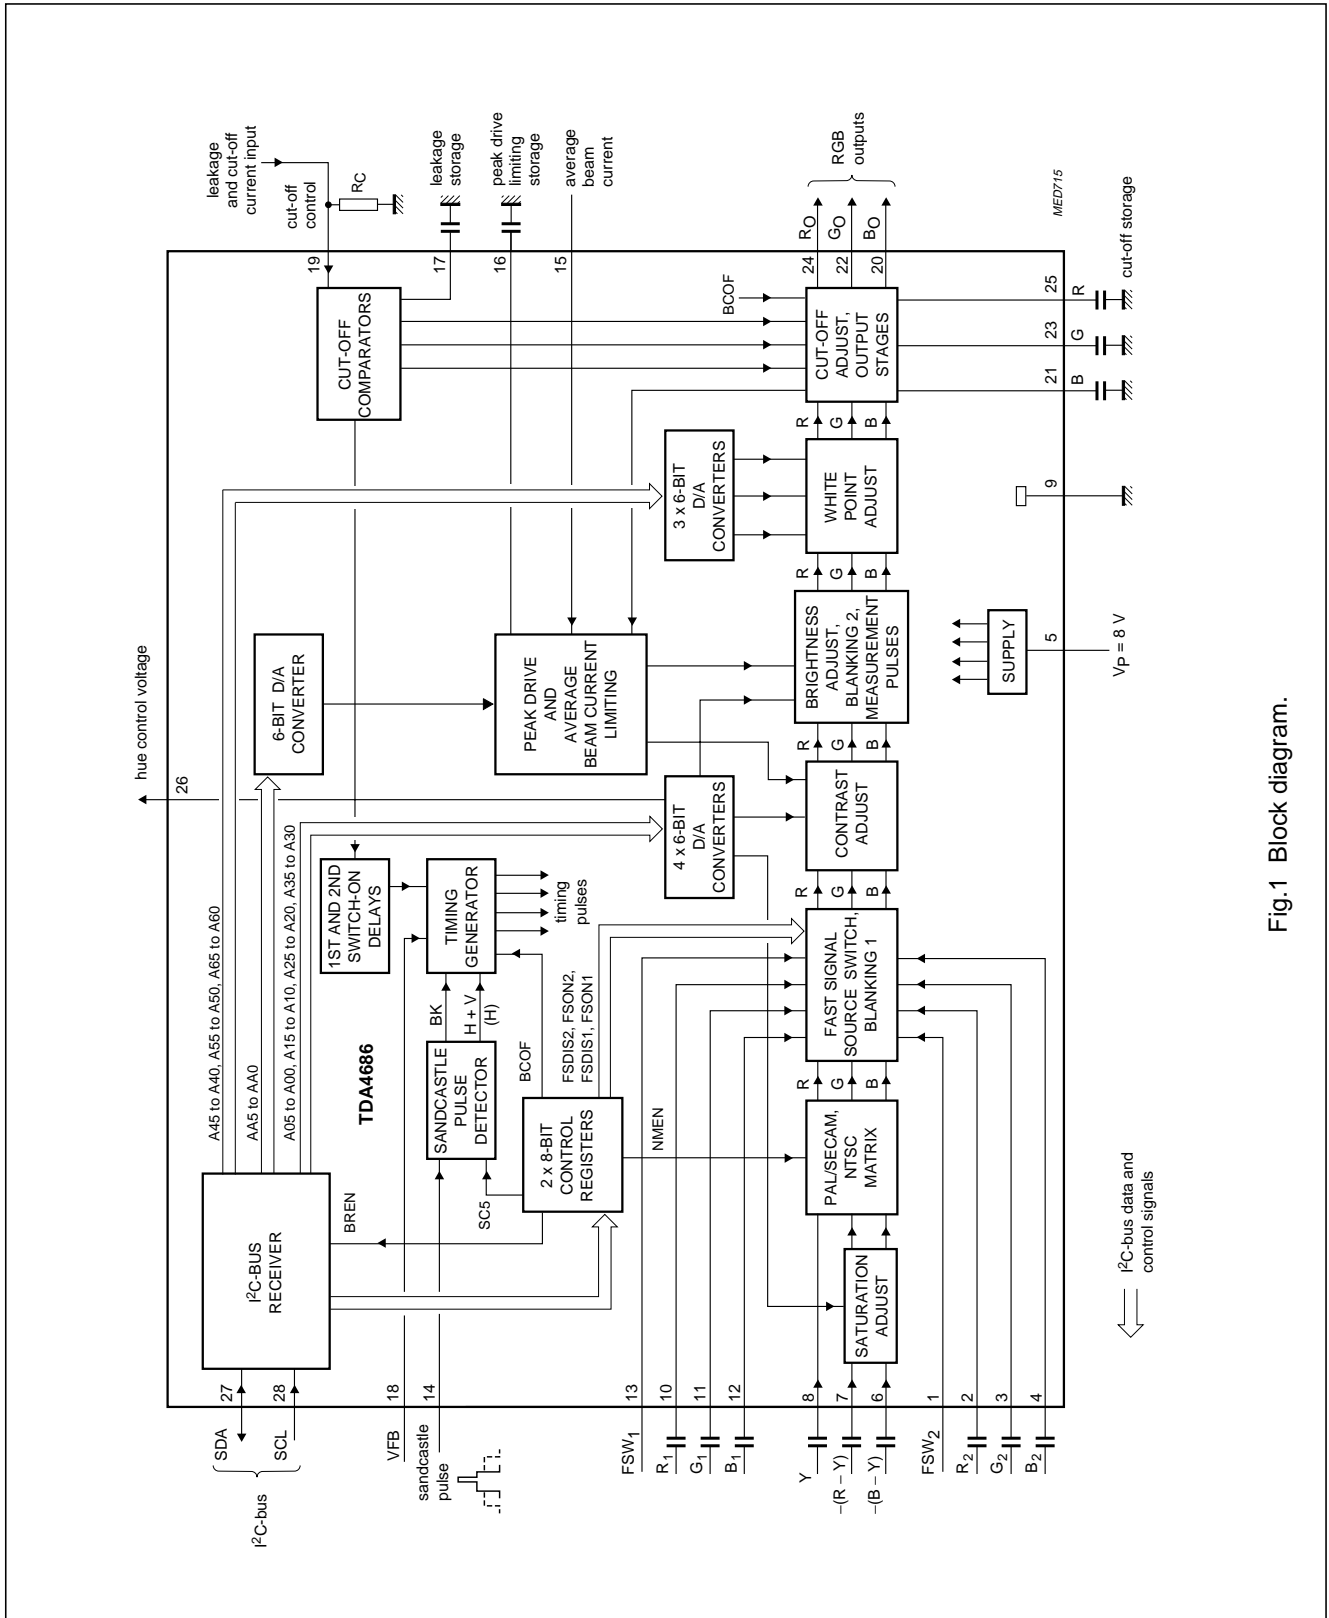 I²C-bus
SDA
SCL
27
28
I²C-BUS
RECEIVER
A45 to A40, A55 to A50, A65 to A60
AA5 to AA0
A05 to A00, A15 to A10, A25 to A20, A35 to A30
BREN
hue control voltage
26
6-BIT D/A
CONVERTER
leakage
and cut-off
current input
cut-off
control
RC
19
CUT-OFF
COMPARATORS
leakage
storage
17
peak drive
limiting
storage
16
average
beam
current
15
VFB
18
sandcastle
pulse
14
TDA4686
SANDCASTLE
PULSE
DETECTOR
SC5
BK
H + V
(H)
1ST AND 2ND
SWITCH-ON
DELAYS
TIMING
GENERATOR
timing
pulses
BCOF
2 x 8-BIT
CONTROL
REGISTERS
FSDIS2, FSON2,
FSDIS1, FSON1
NMEN
PEAK DRIVE
AND
AVERAGE
BEAM CURRENT
LIMITING
4 x 6-BIT
D/A
CONVERTERS
3 x 6-BIT
D/A
CONVERTERS
BCOF
FSW1
13
R1
10
G1
11
B1
12
Y
8
–(R – Y)
7
–(B – Y)
6
SATURATION
ADJUST
PAL/SECAM,
NTSC
MATRIX
R
G
B
FAST SIGNAL
SOURCE SWITCH,
BLANKING 1
R
G
B
CONTRAST
ADJUST
R
G
B
BRIGHTNESS
ADJUST,
BLANKING 2,
MEASUREMENT
PULSES
R
G
B
WHITE
POINT
ADJUST
R
G
B
CUT-OFF
ADJUST,
OUTPUT
STAGES
24
22
20
RO
GO
BO
RGB
outputs
FSW2
1
R2
2
G2
3
B2
4
SUPPLY
5
VP = 8 V
9
21
23
25
B
G
R
cut-off storage
MED715
I²C-bus data and
control signals
Fig.1 Block diagram.